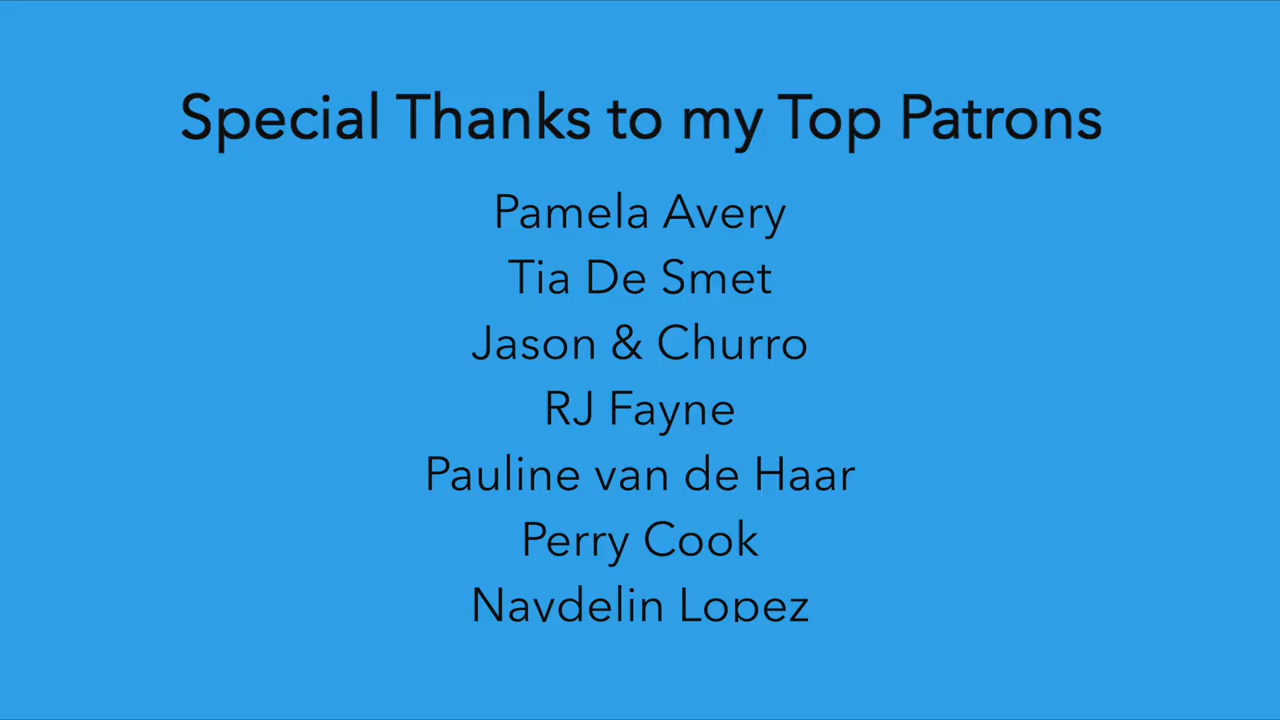 Special Thanks to my Top Patrons
Pamela Avery
Tia De Smet
Jason & Churro
RJ Fayne
Pauline van de Haar
Perry Cook
Naydelin Lopez